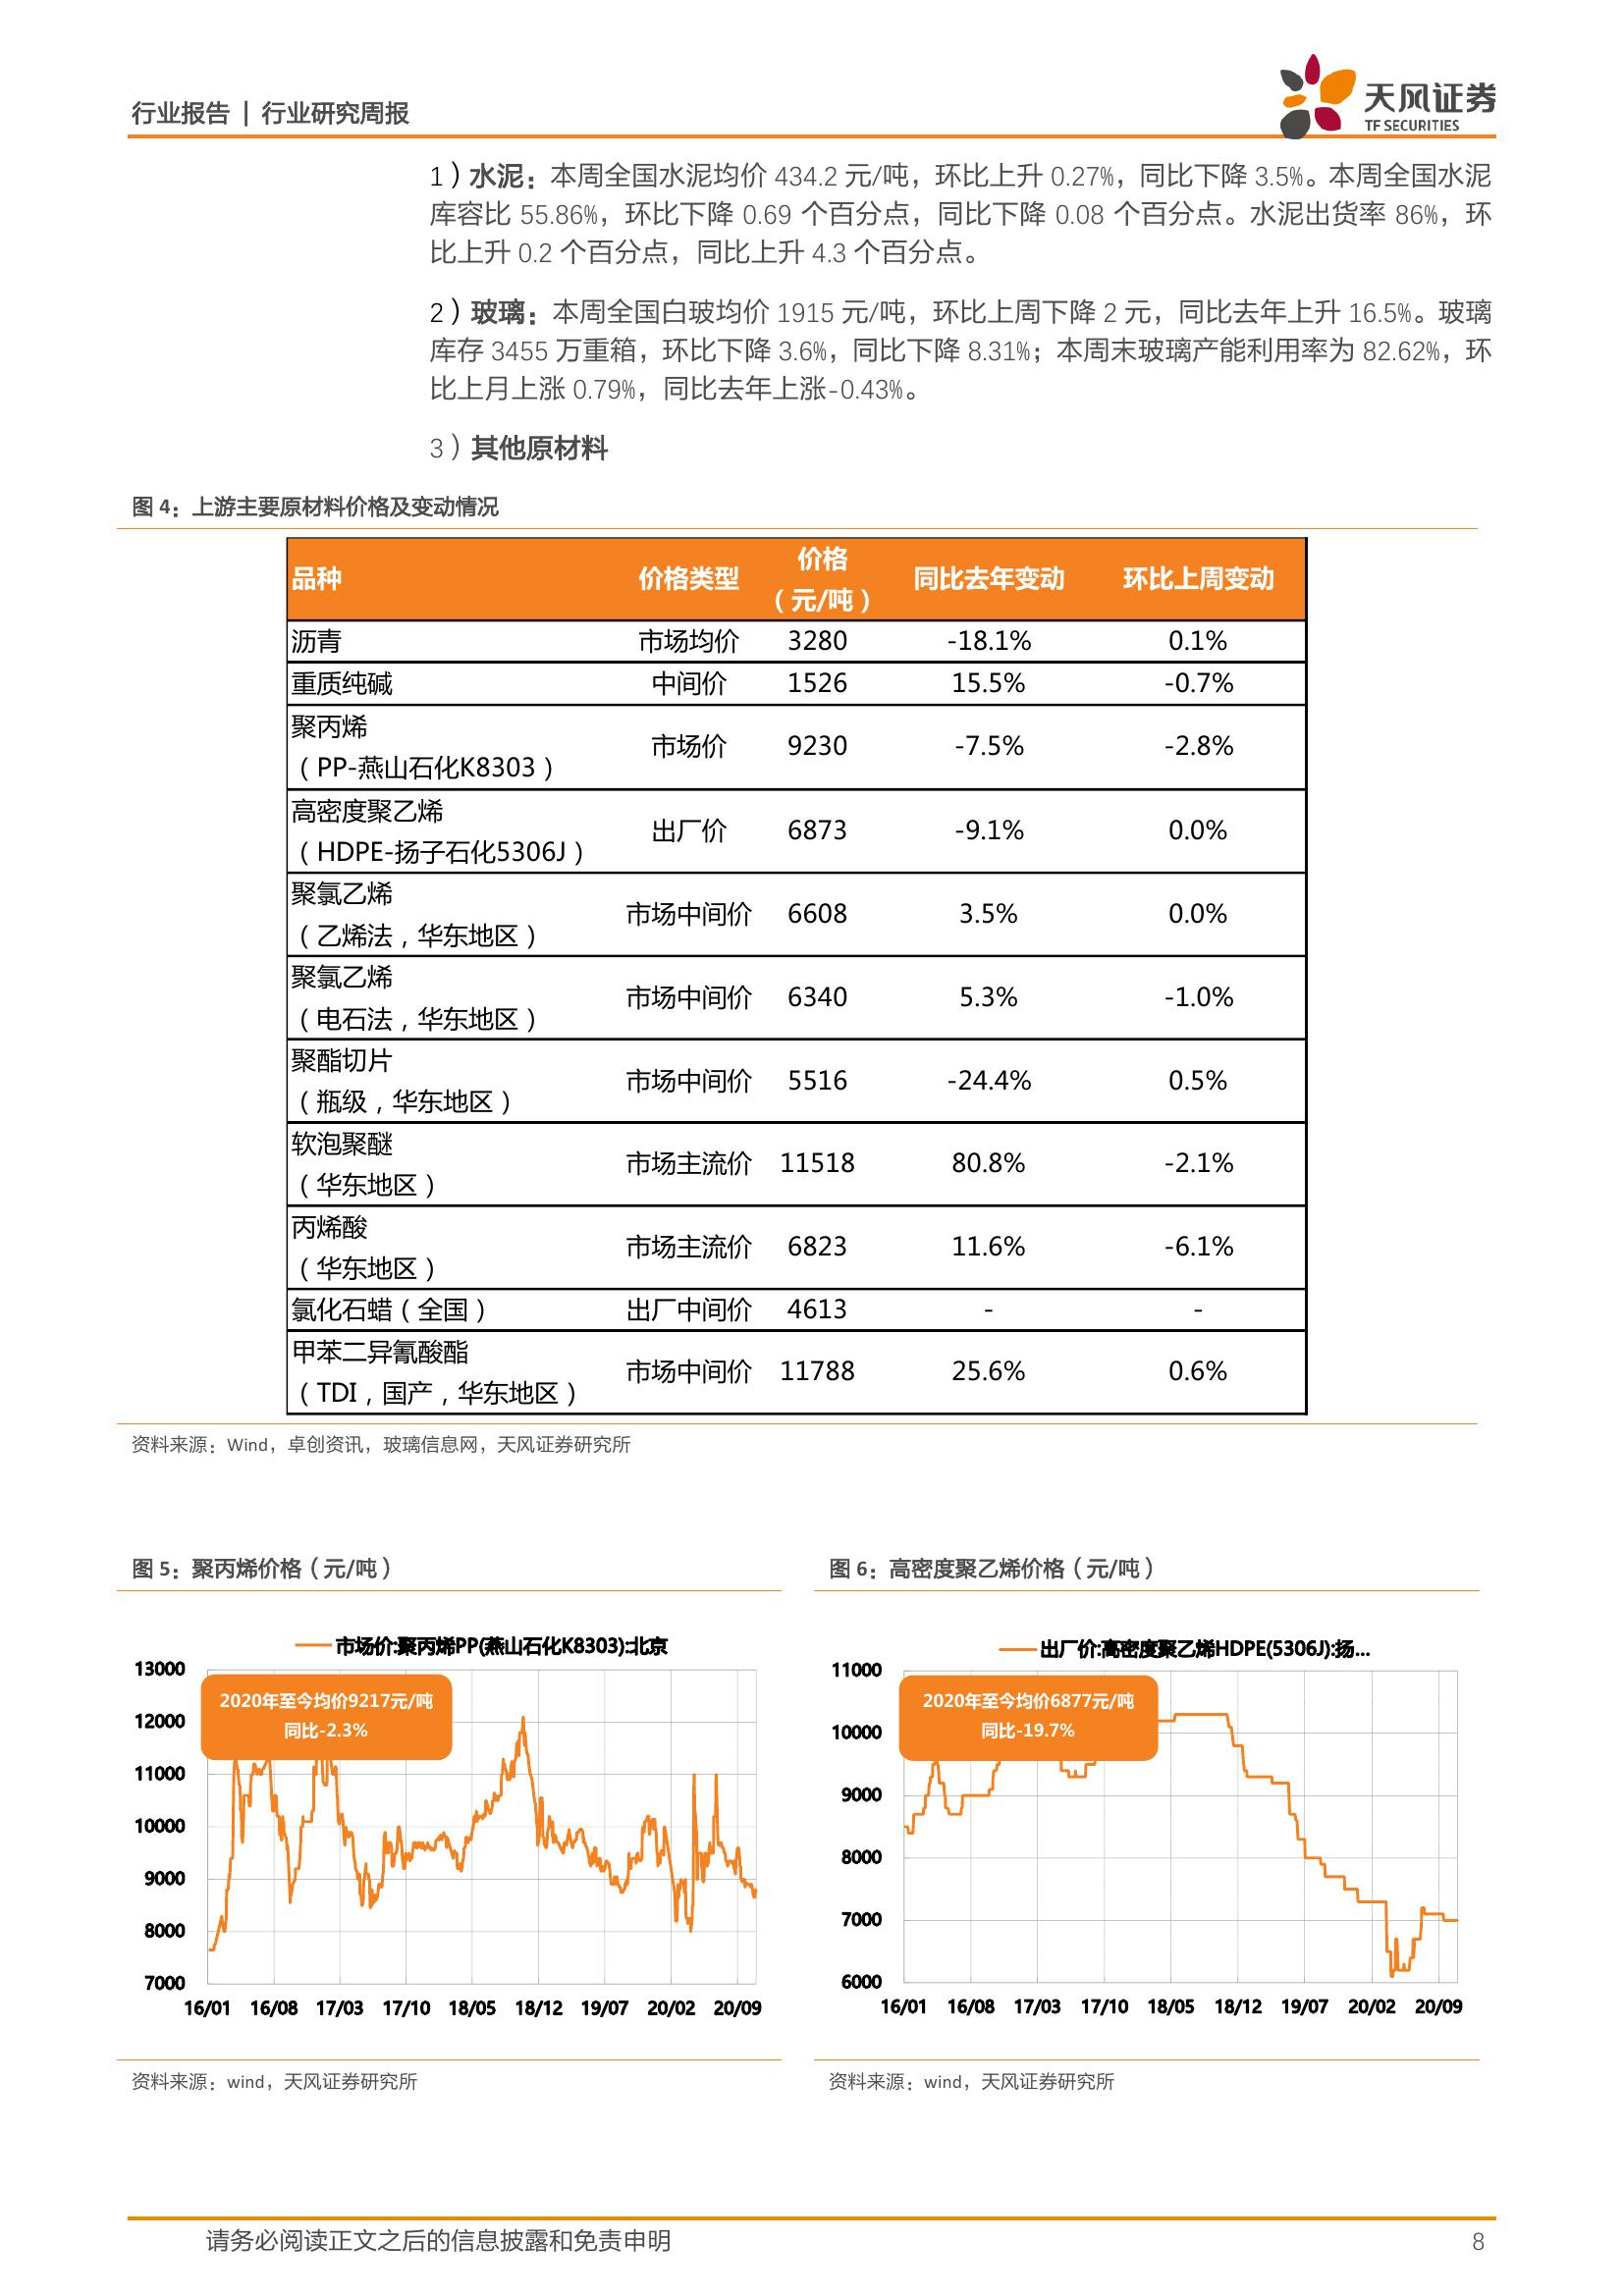 行业报告 | 行业研究周报
天风证券
TF SECURITIES
1）水泥：本周全国水泥均价 434.2 元/吨，环比上升 0.27%，同比下降 3.5%。本周全国水泥
库容比 55.86%，环比下降 0.69 个百分点，同比下降 0.08 个百分点。水泥出货率 86%，环
比上升 0.2 个百分点，同比上升 4.3 个百分点。
2）玻璃：本周全国白玻均价 1915 元/吨，环比上周下降 2 元，同比去年上升 16.5%。玻璃
库存 3455 万重箱，环比下降 3.6%，同比下降 8.31%；本周末玻璃产能利用率为 82.62%，环
比上月上涨 0.79%，同比去年上涨-0.43%。
3）其他原材料
图 4：上游主要原材料价格及变动情况
品种 价格类型 价格（元/吨） 同比去年变动 环比上周变动
沥青 市场均价 3280 -18.1% 0.1%
重质纯碱 中间价 1526 15.5% -0.7%
聚丙烯
（PP-燕山石化K8303） 市场价 9230 -7.5% -2.8%
高密度聚乙烯
（HDPE-扬子石化5306J） 出厂价 6873 -9.1% 0.0%
聚氯乙烯
（乙烯法，华东地区） 市场中间价 6608 3.5% 0.0%
聚氯乙烯
（电石法，华东地区） 市场中间价 6340 5.3% -1.0%
聚酯切片
（瓶级，华东地区） 市场中间价 5516 -24.4% 0.5%
软泡聚醚
（华东地区） 市场主流价 11518 80.8% -2.1%
丙烯酸
（华东地区） 市场主流价 6823 11.6% -6.1%
氯化石蜡（全国） 出厂中间价 4613 - -
甲苯二异氰酸酯
（TDI，国产，华东地区） 市场中间价 11788 25.6% 0.6%
资料来源：Wind，卓创资讯，玻璃信息网，天风证券研究所
图 5：聚丙烯价格（元/吨）
市场价:聚丙烯PP(燕山石化K8303):北京
2020年至今均价9217元/吨
同比-2.3%
13000
12000
11000
10000
9000
8000
7000
16/01 16/08 17/03 17/10 18/05 18/12 19/07 20/02 20/09
资料来源：wind，天风证券研究所
图 6：高密度聚乙烯价格（元/吨）
出厂价:高密度聚乙烯HDPE(5306J):扬...
2020年至今均价6877元/吨
同比-19.7%
11000
10000
9000
8000
7000
6000
16/01 16/08 17/03 17/10 18/05 18/12 19/07 20/02 20/09
资料来源：wind，天风证券研究所
请务必阅读正文之后的信息披露和免责申明
8